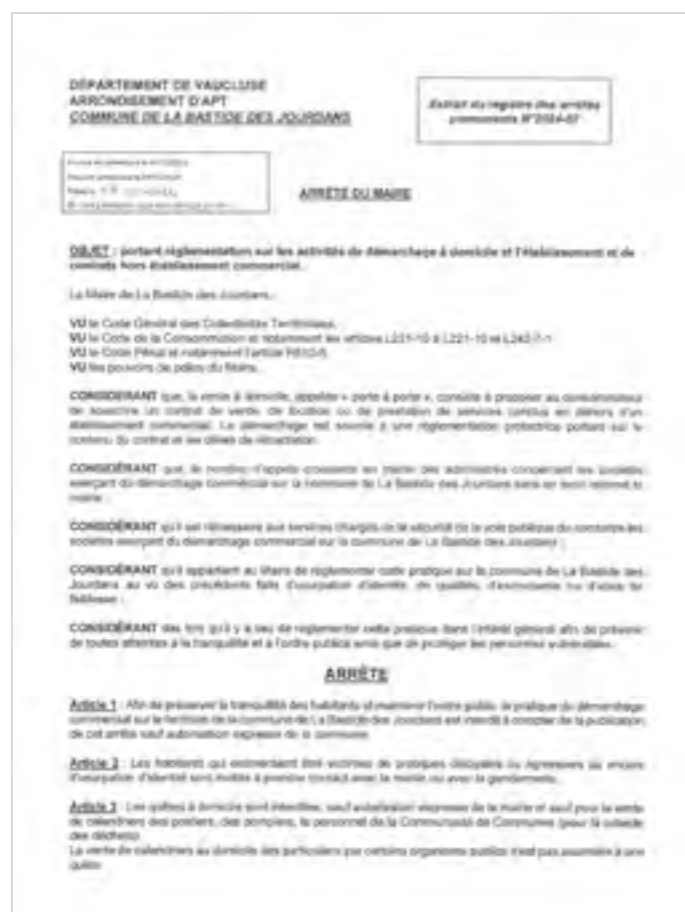 DÉPARTEMENT DE VAUCLUSE
ARRONDISEMENT D'APT
COMMUNE DE LA BASTIDE DES JOURDANS
Extrait du registre des arrêtés
permanents
ARRÊTÉ DU MAIRE
OBJET : portant réglementation sur les activités de démarchage à domicile et l'établissement et de
contrats hors établissement commercial.
Le Maire de La Bastide des Jourdans,
VU le Code Général des Collectivités Territoriales,
VU le Code de la Consommation et notamment les articles
VU le Code Pénal et notamment l'article
VU les pouvoirs de police du Maire,
CONSIDÉRANT que, la vente à domicile, appelée « porte à porte », consiste à proposer au consommateur
de souscrire un contrat de vente, de location ou de prestation de services conclus en dehors d'un
établissement commercial. Le démarchage est soumis à une réglementation protectrice portant sur le
contenu du contrat et les délais de rétractation
CONSIDÉRANT que, le nombre d'appels croissants en mairie des administrés concernant les sociétés
exerçant du démarchage commercial sur la commune de La Bastide des Jourdans sans en avoir informé la
mairie ;
CONSIDÉRANT qu'il est nécessaire aux services chargés de la sécurité de la voie publique de connaître les
sociétés exerçant du démarchage commercial sur la commune de La Bastide des Jourdans ;
CONSIDÉRANT qu'il appartient au Maire de réglementer cette pratique sur la commune de La Bastide des
Jourdans au vu des précédents faits d'usurpation d'identité, de qualités, d'escroquerie ou d'abus de
faiblesse ;
CONSIDÉRANT dès lors qu'il y a lieu de réglementer cette pratique dans l'intérêt général afin de prévenir
de toutes atteintes à la tranquillité et à l'ordre publics ainsi que de protéger les personnes vulnérables.
ARRÊTE
Article 1 : Afin de préserver la tranquillité des habitants et maintenir l'ordre public, la pratique du démarchage
commercial sur le territoire de la commune de La Bastide des Jourdans est interdit à compter de la publication
de cet arrêté sauf autorisation expresse de la commune.
Article 2 : Les habitants qui estimeraient être victimes de pratiques déloyales ou agressives ou encore
d'usurpation d'identité sont invités à prendre contact avec la mairie ou avec la gendarmerie.
Article 3 : Les quêtes à domicile sont interdites, sauf autorisation expresse de la mairie et sauf pour la vente
de calendriers des postiers, des pompiers, le personnel de la Communauté de Communes (pour la collecte
des déchets)
La vente de calendriers au domicile des particuliers par certains organismes publics n'est pas assimilée à une
quête